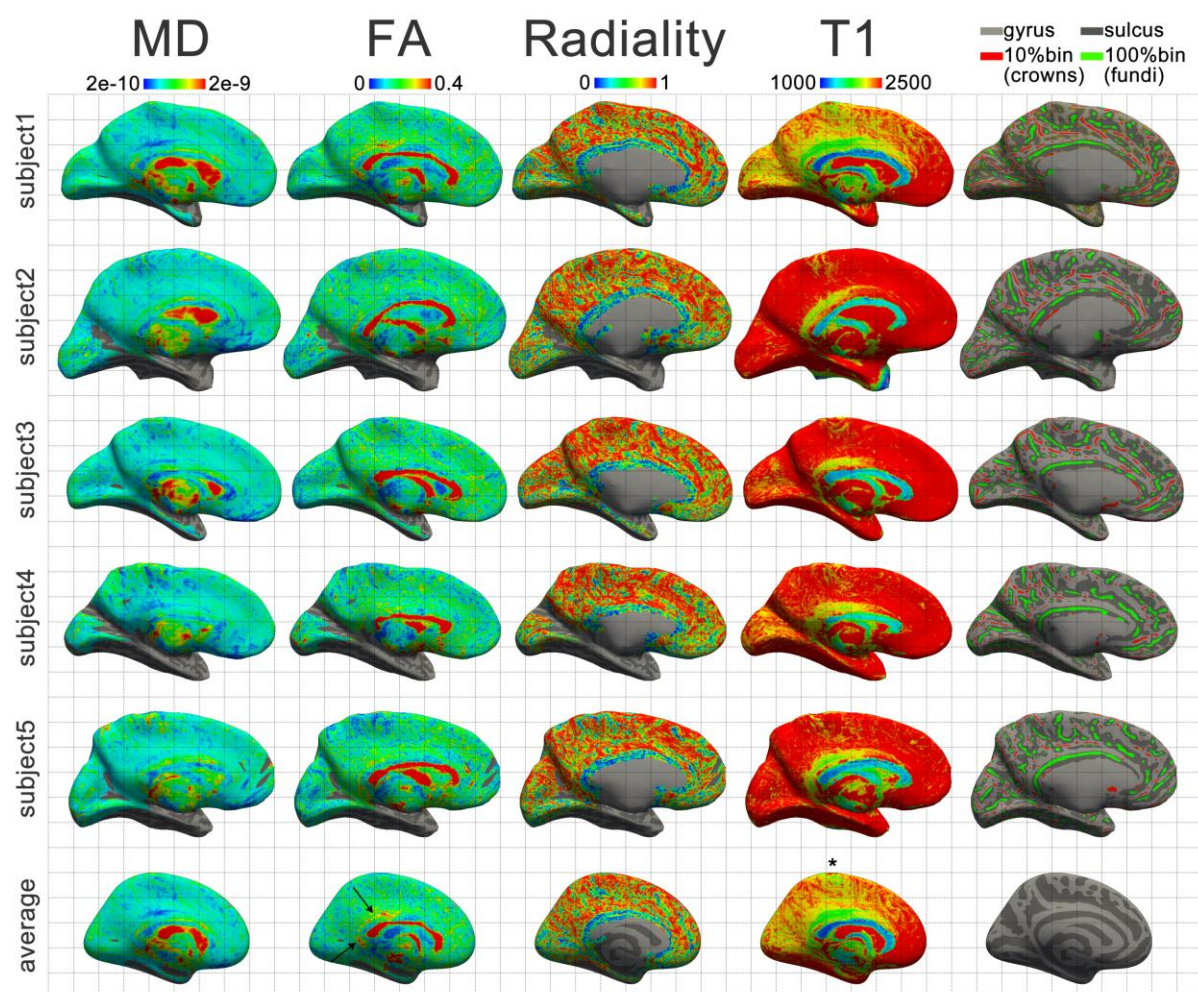 MD FA Radiality T1
gyrus sulcus
10%bin 100%bin
(crowns) (fundi)
2e-10 2e-9 0 0.4 0 1 1000 2500
subject1
subject2
subject3
subject4
subject5
*
average